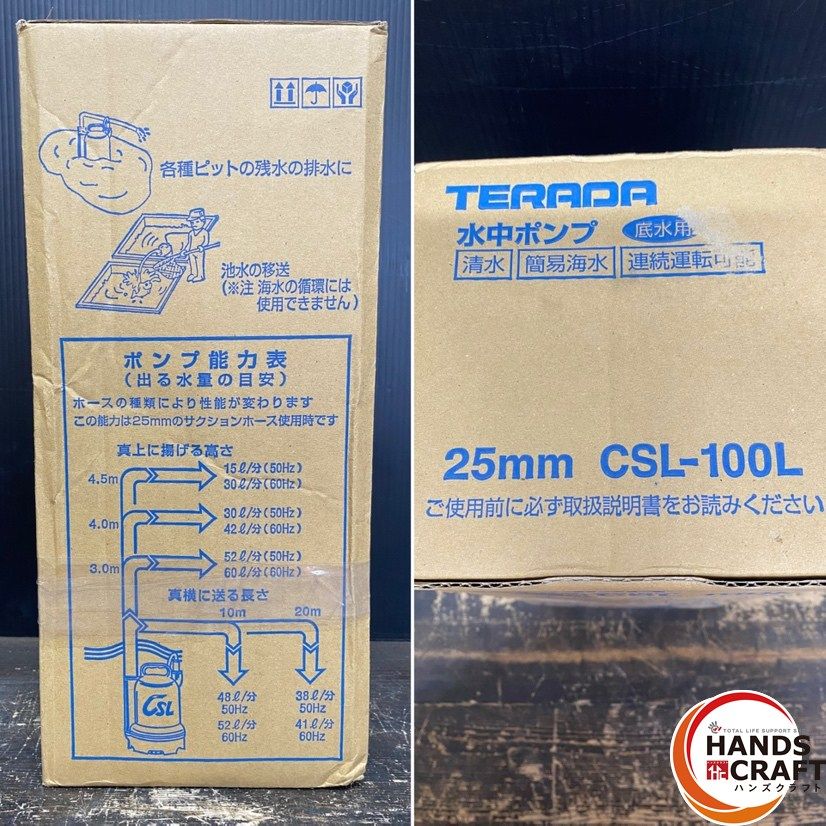 各種ピットの残水の排水に
池水の移送
(※注 海水の循環には
使用できません)
ポンプ能力表
(出る水量の目安)
ホースの種類により性能が変わります
この能力は25mmのサクションホース使用時です
真上に揚げる高さ
4.5m
15ℓ/分(50Hz)
30ℓ/分(60Hz)
4.0m
30ℓ/分(50Hz)
42ℓ/分(60Hz)
3.0m
52ℓ/分(50Hz)
60ℓ/分(60Hz)
真横に送る長さ
10m 20m
CSL
48ℓ/分 38ℓ/分
50Hz 50Hz
52ℓ/分 41ℓ/分
60Hz 60Hz
TERADA
水中ポンプ 底水用
清水 簡易海水 連続運転可能
25mm CSL-100L
ご使用前に必ず取扱説明書をお読みください
TOTAL LIFE SUPPORT
HANDS
CRAFT
ハンズクラフト